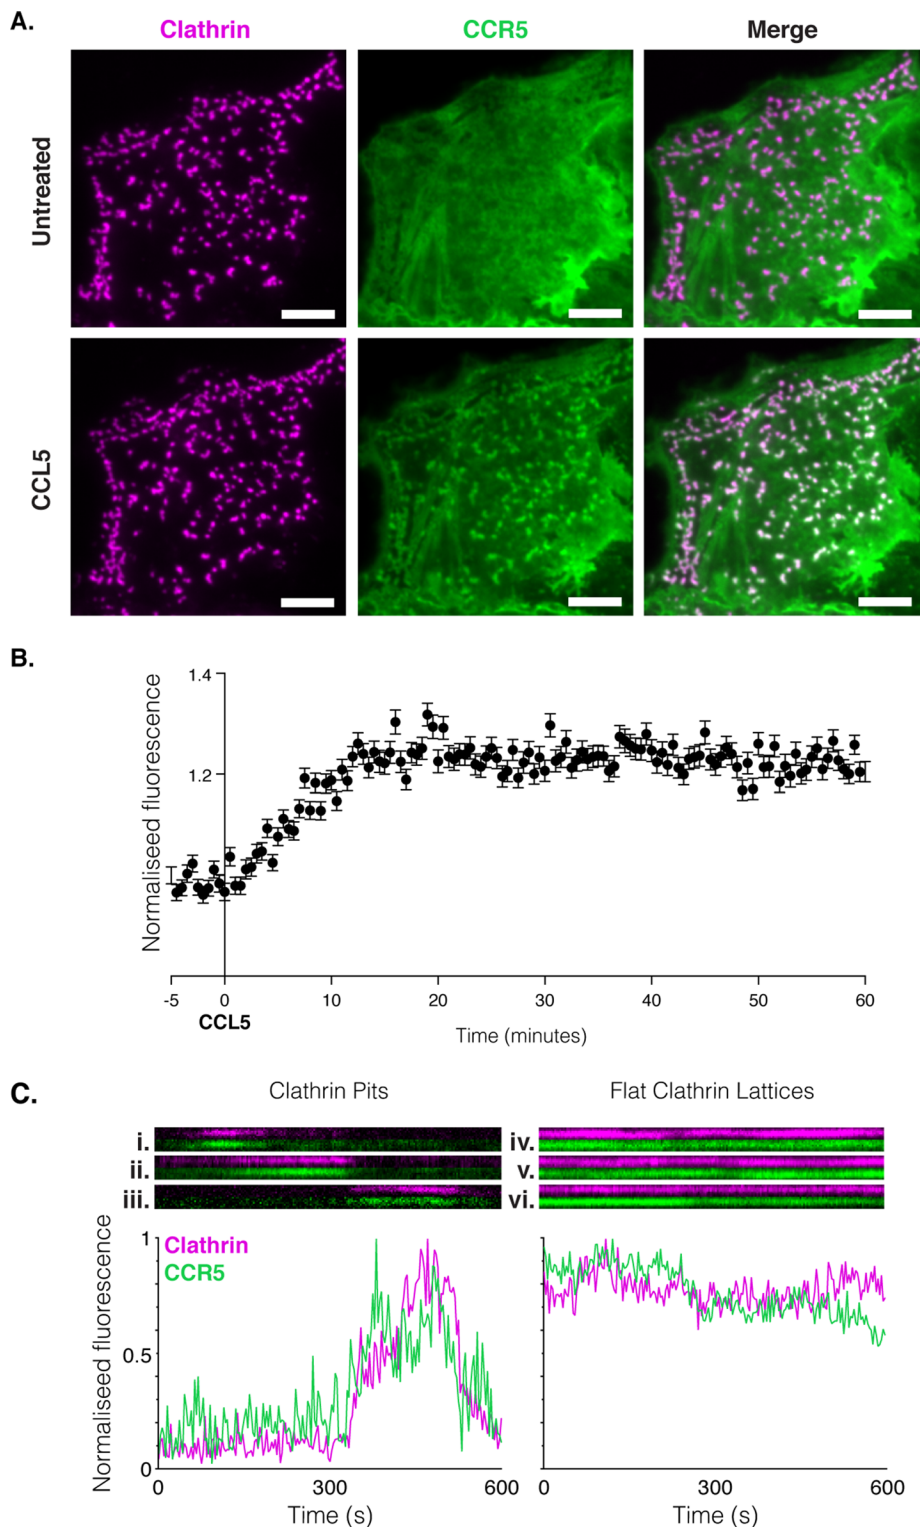 A.
Clathrin CCR5 Merge
Untreated
CCL5
B.
Normaliseed fluorescence
1.4
1.2
-5 0 10 20 30 40 50 60
CCL5
Time (minutes)
C.
Clathrin Pits Flat Clathrin Lattices
i. iv.
ii. v.
iii. vi.
Normaliseed fluorescence
1
Clathrin
CCR5
0.5
0
0 300 600 0 300 600
Time (s) Time (s)